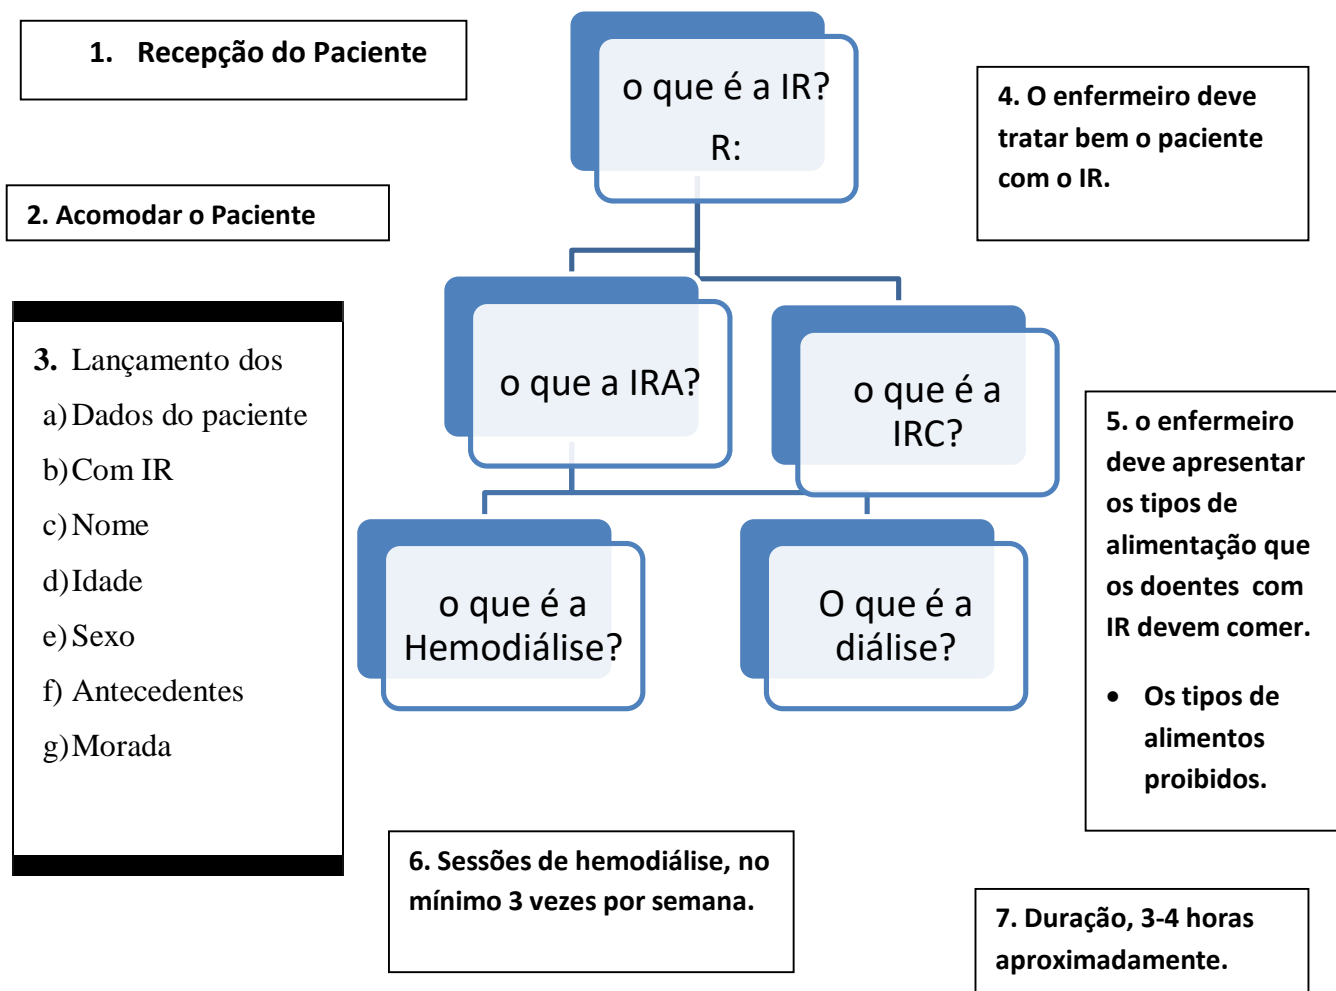 1. Recepção do Paciente
2. Acomodar o Paciente
3. Lançamento dos
a) Dados do paciente
b) Com IR
c) Nome
d) Idade
e) Sexo
f) Antecedentes
g) Morada
o que é a IR?
R:
o que a IRA?
o que é a
IRC?
o que é a
Hemodiálise?
O que é a
diálise?
4. O enfermeiro deve
tratar bem o paciente
com o IR.
5. o enfermeiro
deve apresentar
os tipos de
alimentação que
os doentes com
IR devem comer.
• Os tipos de
alimentos
proibidos.
6. Sessões de hemodiálise, no
mínimo 3 vezes por semana.
7. Duração, 3-4 horas
aproximadamente.